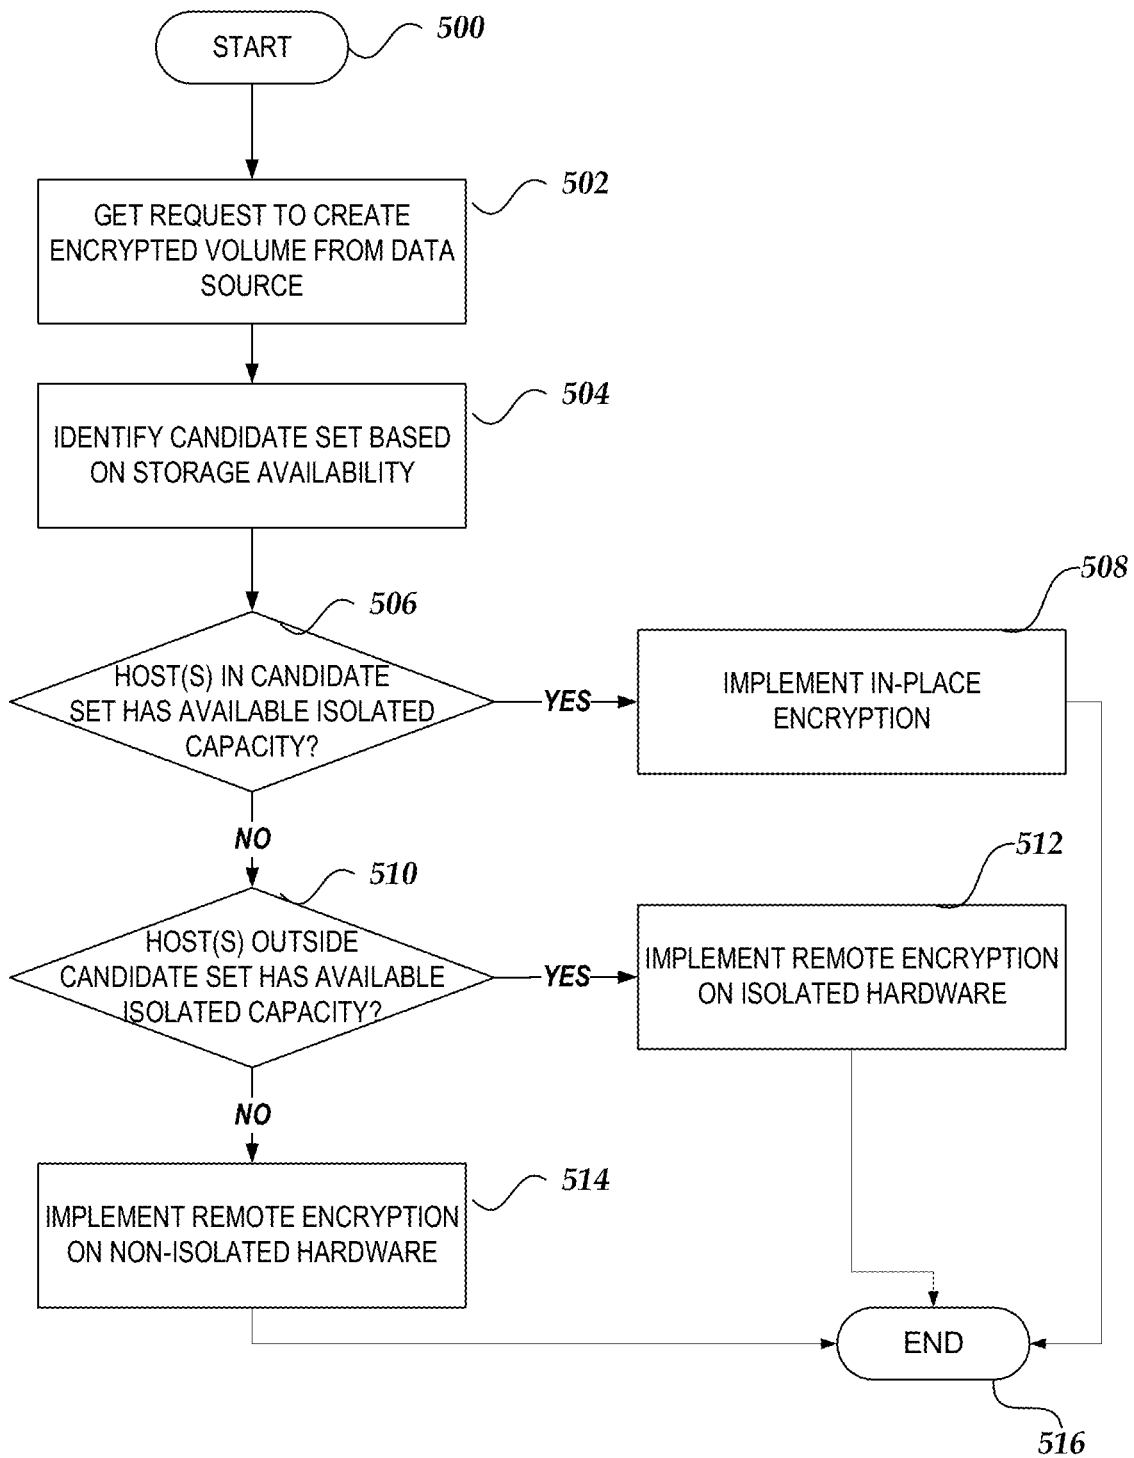 START
500
502
GET REQUEST TO CREATE
ENCRYPTED VOLUME FROM DATA
SOURCE
504
IDENTIFY CANDIDATE SET BASED
ON STORAGE AVAILABILITY
506
HOST(S) IN CANDIDATE
SET HAS AVAILABLE ISOLATED
CAPACITY?
YES
508
IMPLEMENT IN-PLACE
ENCRYPTION
NO
510
HOST(S) OUTSIDE
CANDIDATE SET HAS AVAILABLE
ISOLATED CAPACITY?
YES
512
IMPLEMENT REMOTE ENCRYPTION
ON ISOLATED HARDWARE
NO
514
IMPLEMENT REMOTE ENCRYPTION
ON NON-ISOLATED HARDWARE
END
516